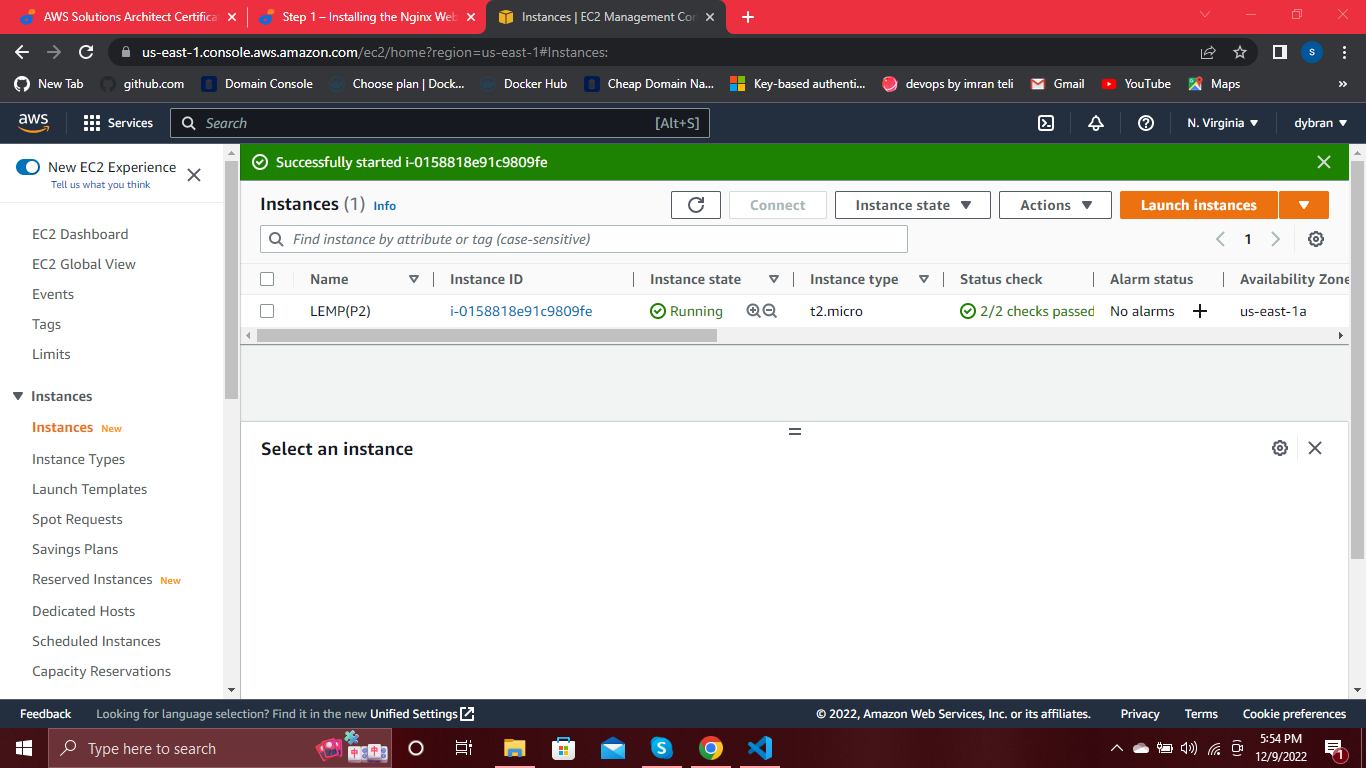 AWS Solutions Architect Certifica
Step 1 – Installing the Nginx Web
Instances | EC2 Management Con
us-east-1.console.aws.amazon.com/ec2/home?region=us-east-1#Instances:
S
New Tab
github.com
Domain Console
Choose plan | Dock...
Docker Hub
Cheap Domain Na...
Key-based authenti...
devops by imran teli
Gmail
YouTube
Maps
»
aws
Services
Search
[Alt+S]
N. Virginia
dybran
New EC2 Experience
Tell us what you think
Successfully started i-0158818e91c9809fe
Instances (1) Info
Connect
Instance state
Actions
Launch instances
Find instance by attribute or tag (case-sensitive)
1
Name
Instance ID
Instance state
Instance type
Status check
Alarm status
Availability Zone
LEMP(P2)
i-0158818e91c9809fe
Running
t2.micro
2/2 checks passed
No alarms
us-east-1a
EC2 Dashboard
EC2 Global View
Events
Tags
Limits
Instances
Instances New
Instance Types
Launch Templates
Spot Requests
Savings Plans
Reserved Instances New
Dedicated Hosts
Scheduled Instances
Capacity Reservations
Select an instance
Feedback
Looking for language selection? Find it in the new Unified Settings
© 2022, Amazon Web Services, Inc. or its affiliates.
Privacy
Terms
Cookie preferences
Type here to search
5:54 PM
12/9/2022
1